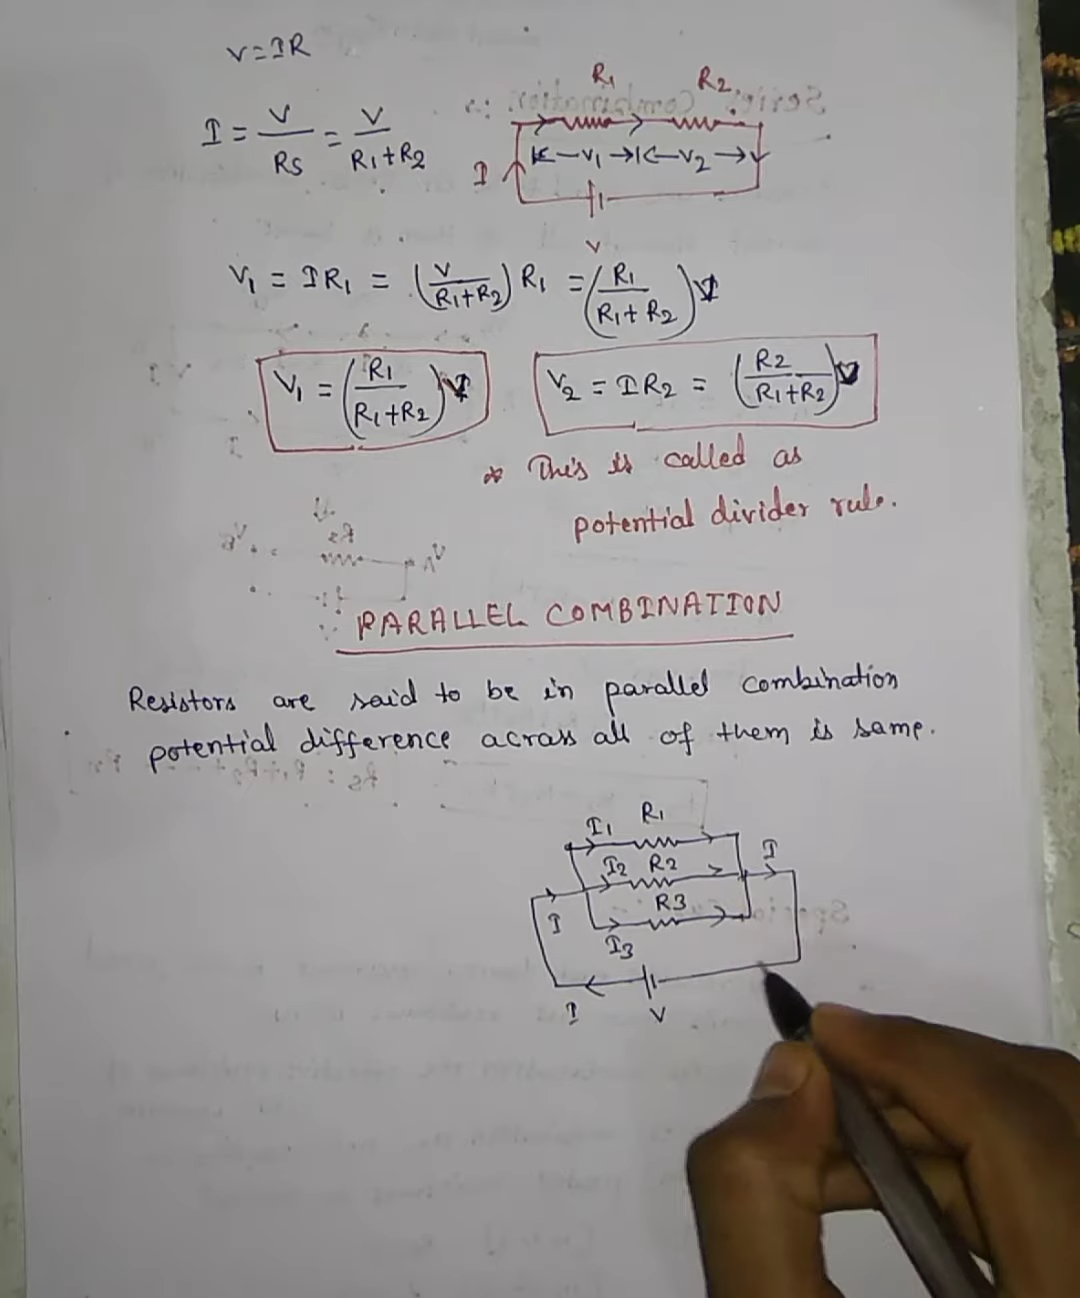 V=IR
R1 R2
I = V/RS = V/R1+R2
I
V1 V2
V
V1 = IR1 = (V/R1+R2) R1 = (R1/R1+R2)V
V1 = (R1/R1+R2)V
V2 = IR2 = (R2/R1+R2)V
* This is called as
potential divider rule.
PARALLEL COMBINATION
Resistors are said to be in parallel combination
potential difference across all of them is same.
I1 R1
I2 R2 I
I R3
I3
I V